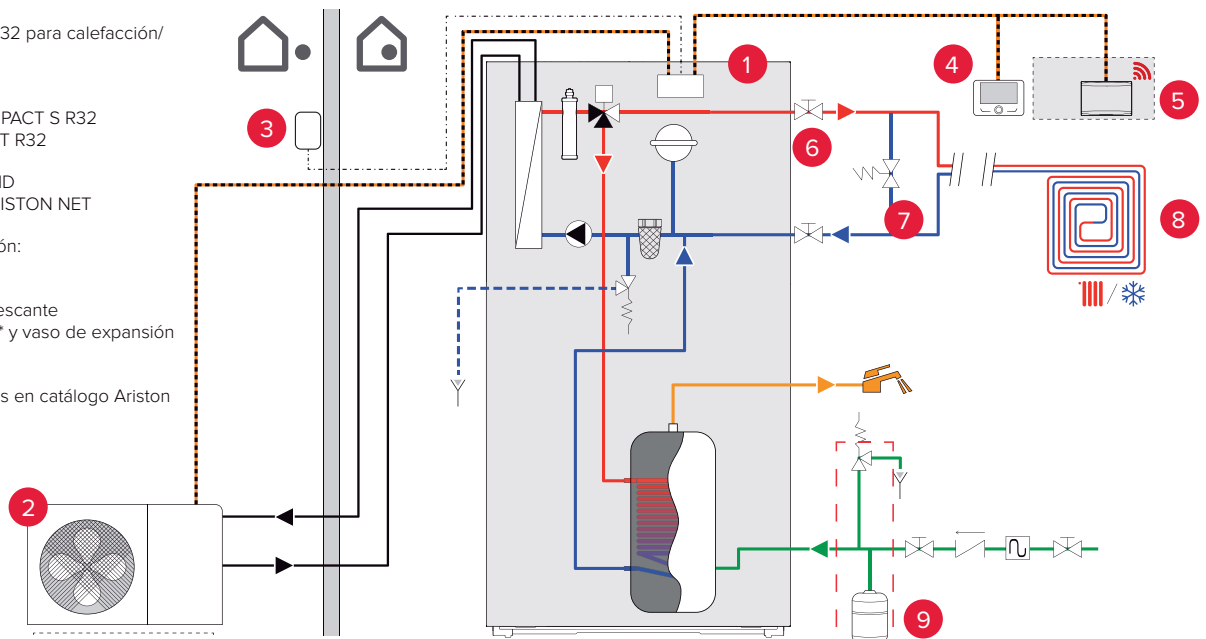 32 para calefacción/
PACT S R32
T R32
ID
ISTON NET
ón:
escante
* y vaso de expansión
s en catálogo Ariston
1
2
3
4
5
6
7
8
9